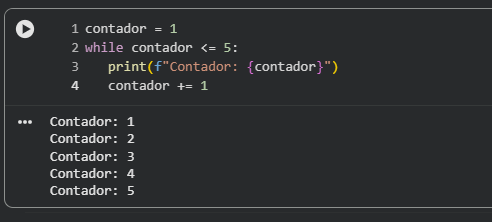 1 contador = 1
2 while contador <= 5:
3    print(f"Contador: {contador}")
4    contador += 1
Contador: 1
Contador: 2
Contador: 3
Contador: 4
Contador: 5